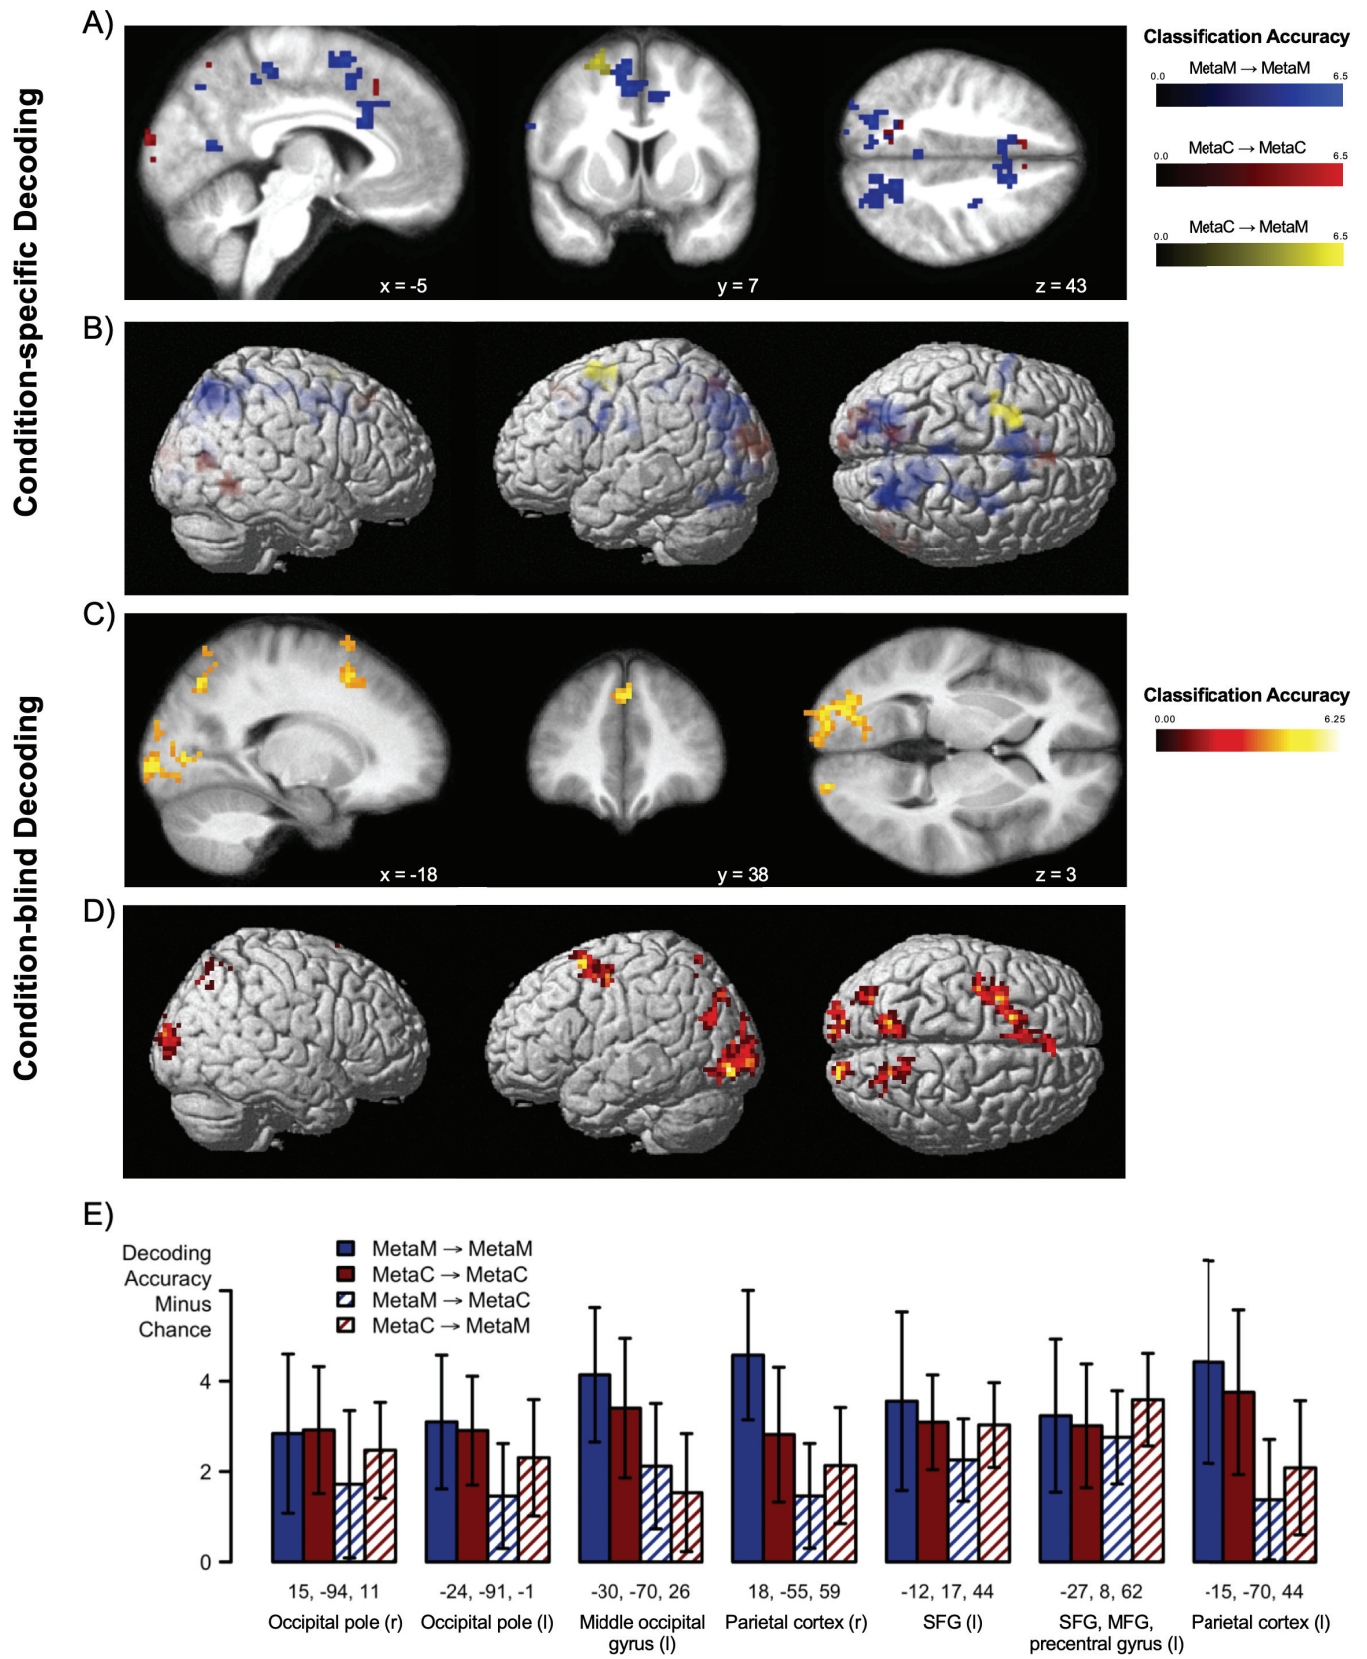 A)
Condition-specific Decoding
x = -5
y = 7
z = 43
Classification Accuracy
MetaM → MetaM
0.0
6.5
MetaC → MetaC
0.0
6.5
MetaC → MetaM
0.0
6.5
B)
C)
Condition-blind Decoding
x = -18
y = 38
z = 3
Classification Accuracy
0.00
6.25
D)
E)
Decoding
Accuracy
Minus
Chance
MetaM → MetaM
MetaC → MetaC
MetaM → MetaC
MetaC → MetaM
4
2
0
15, -94, 11
-24, -91, -1
-30, -70, 26
18, -55, 59
-12, 17, 44
-27, 8, 62
-15, -70, 44
Occipital pole (r)
Occipital pole (l)
Middle occipital
gyrus (l)
Parietal cortex (r)
SFG (l)
SFG, MFG,
precentral gyrus (l)
Parietal cortex (l)